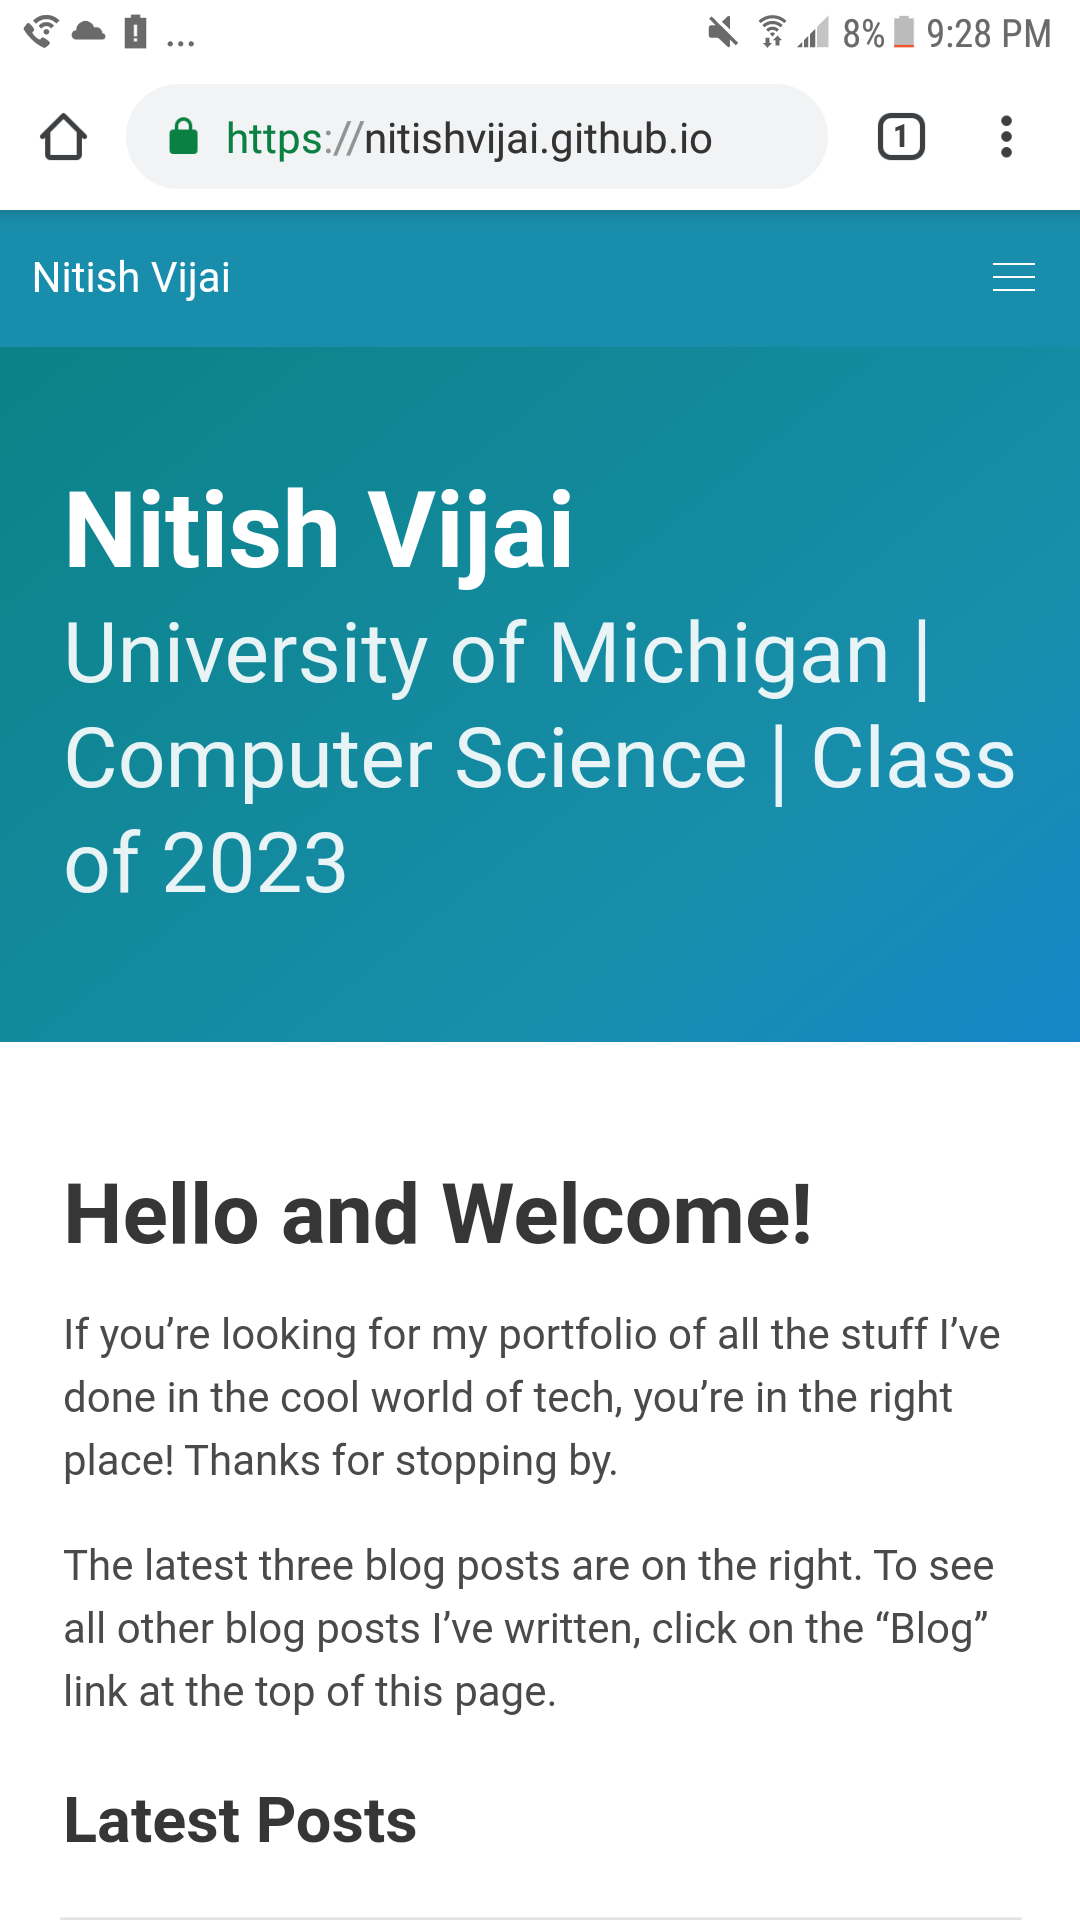 ... 8% 9:28 PM
https://nitishvijai.github.io 1
Nitish Vijai
Nitish Vijai
University of Michigan |
Computer Science | Class
of 2023
Hello and Welcome!
If you’re looking for my portfolio of all the stuff I’ve
done in the cool world of tech, you’re in the right
place! Thanks for stopping by.
The latest three blog posts are on the right. To see
all other blog posts I’ve written, click on the “Blog”
link at the top of this page.
Latest Posts